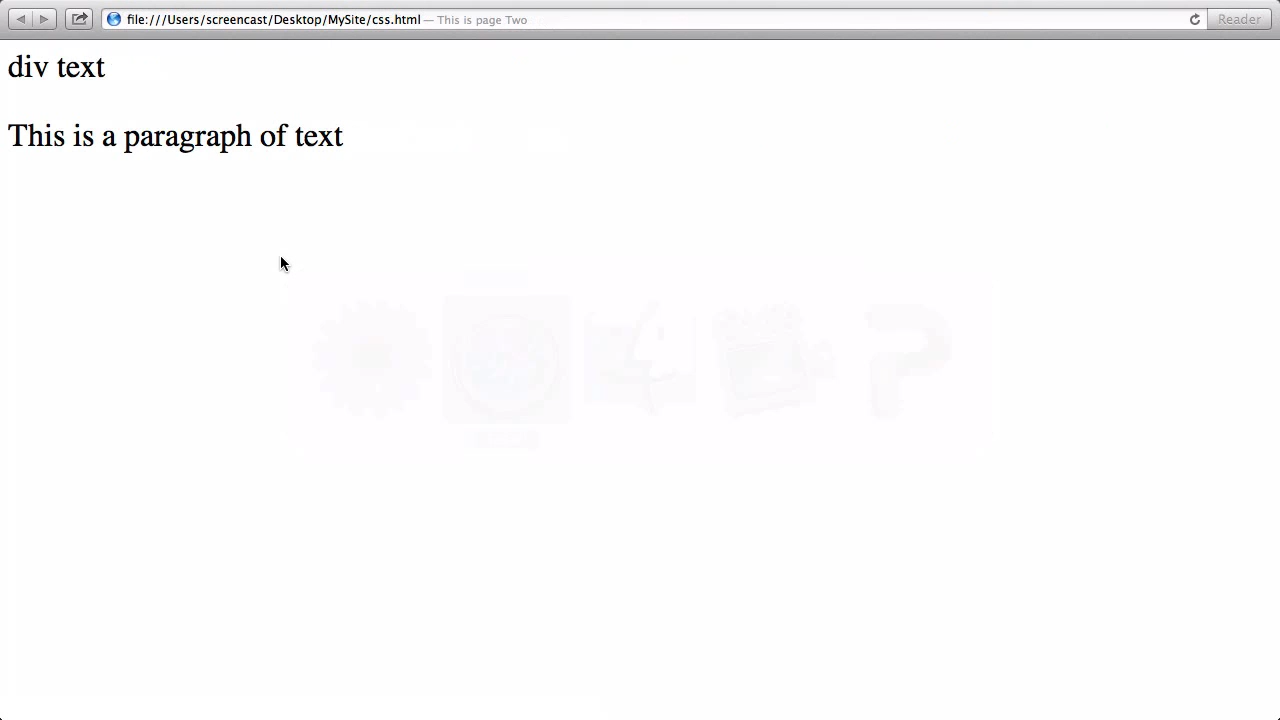 file:///Users/screencast/Desktop/MySite/css.html — This is page Two
Reader
div text
This is a paragraph of text